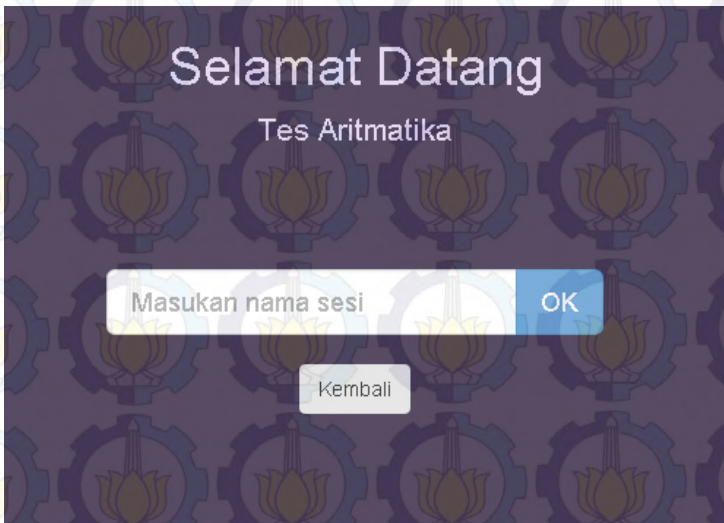 Selamat Datang
Tes Aritmatika
Masukan nama sesi OK
Kembali